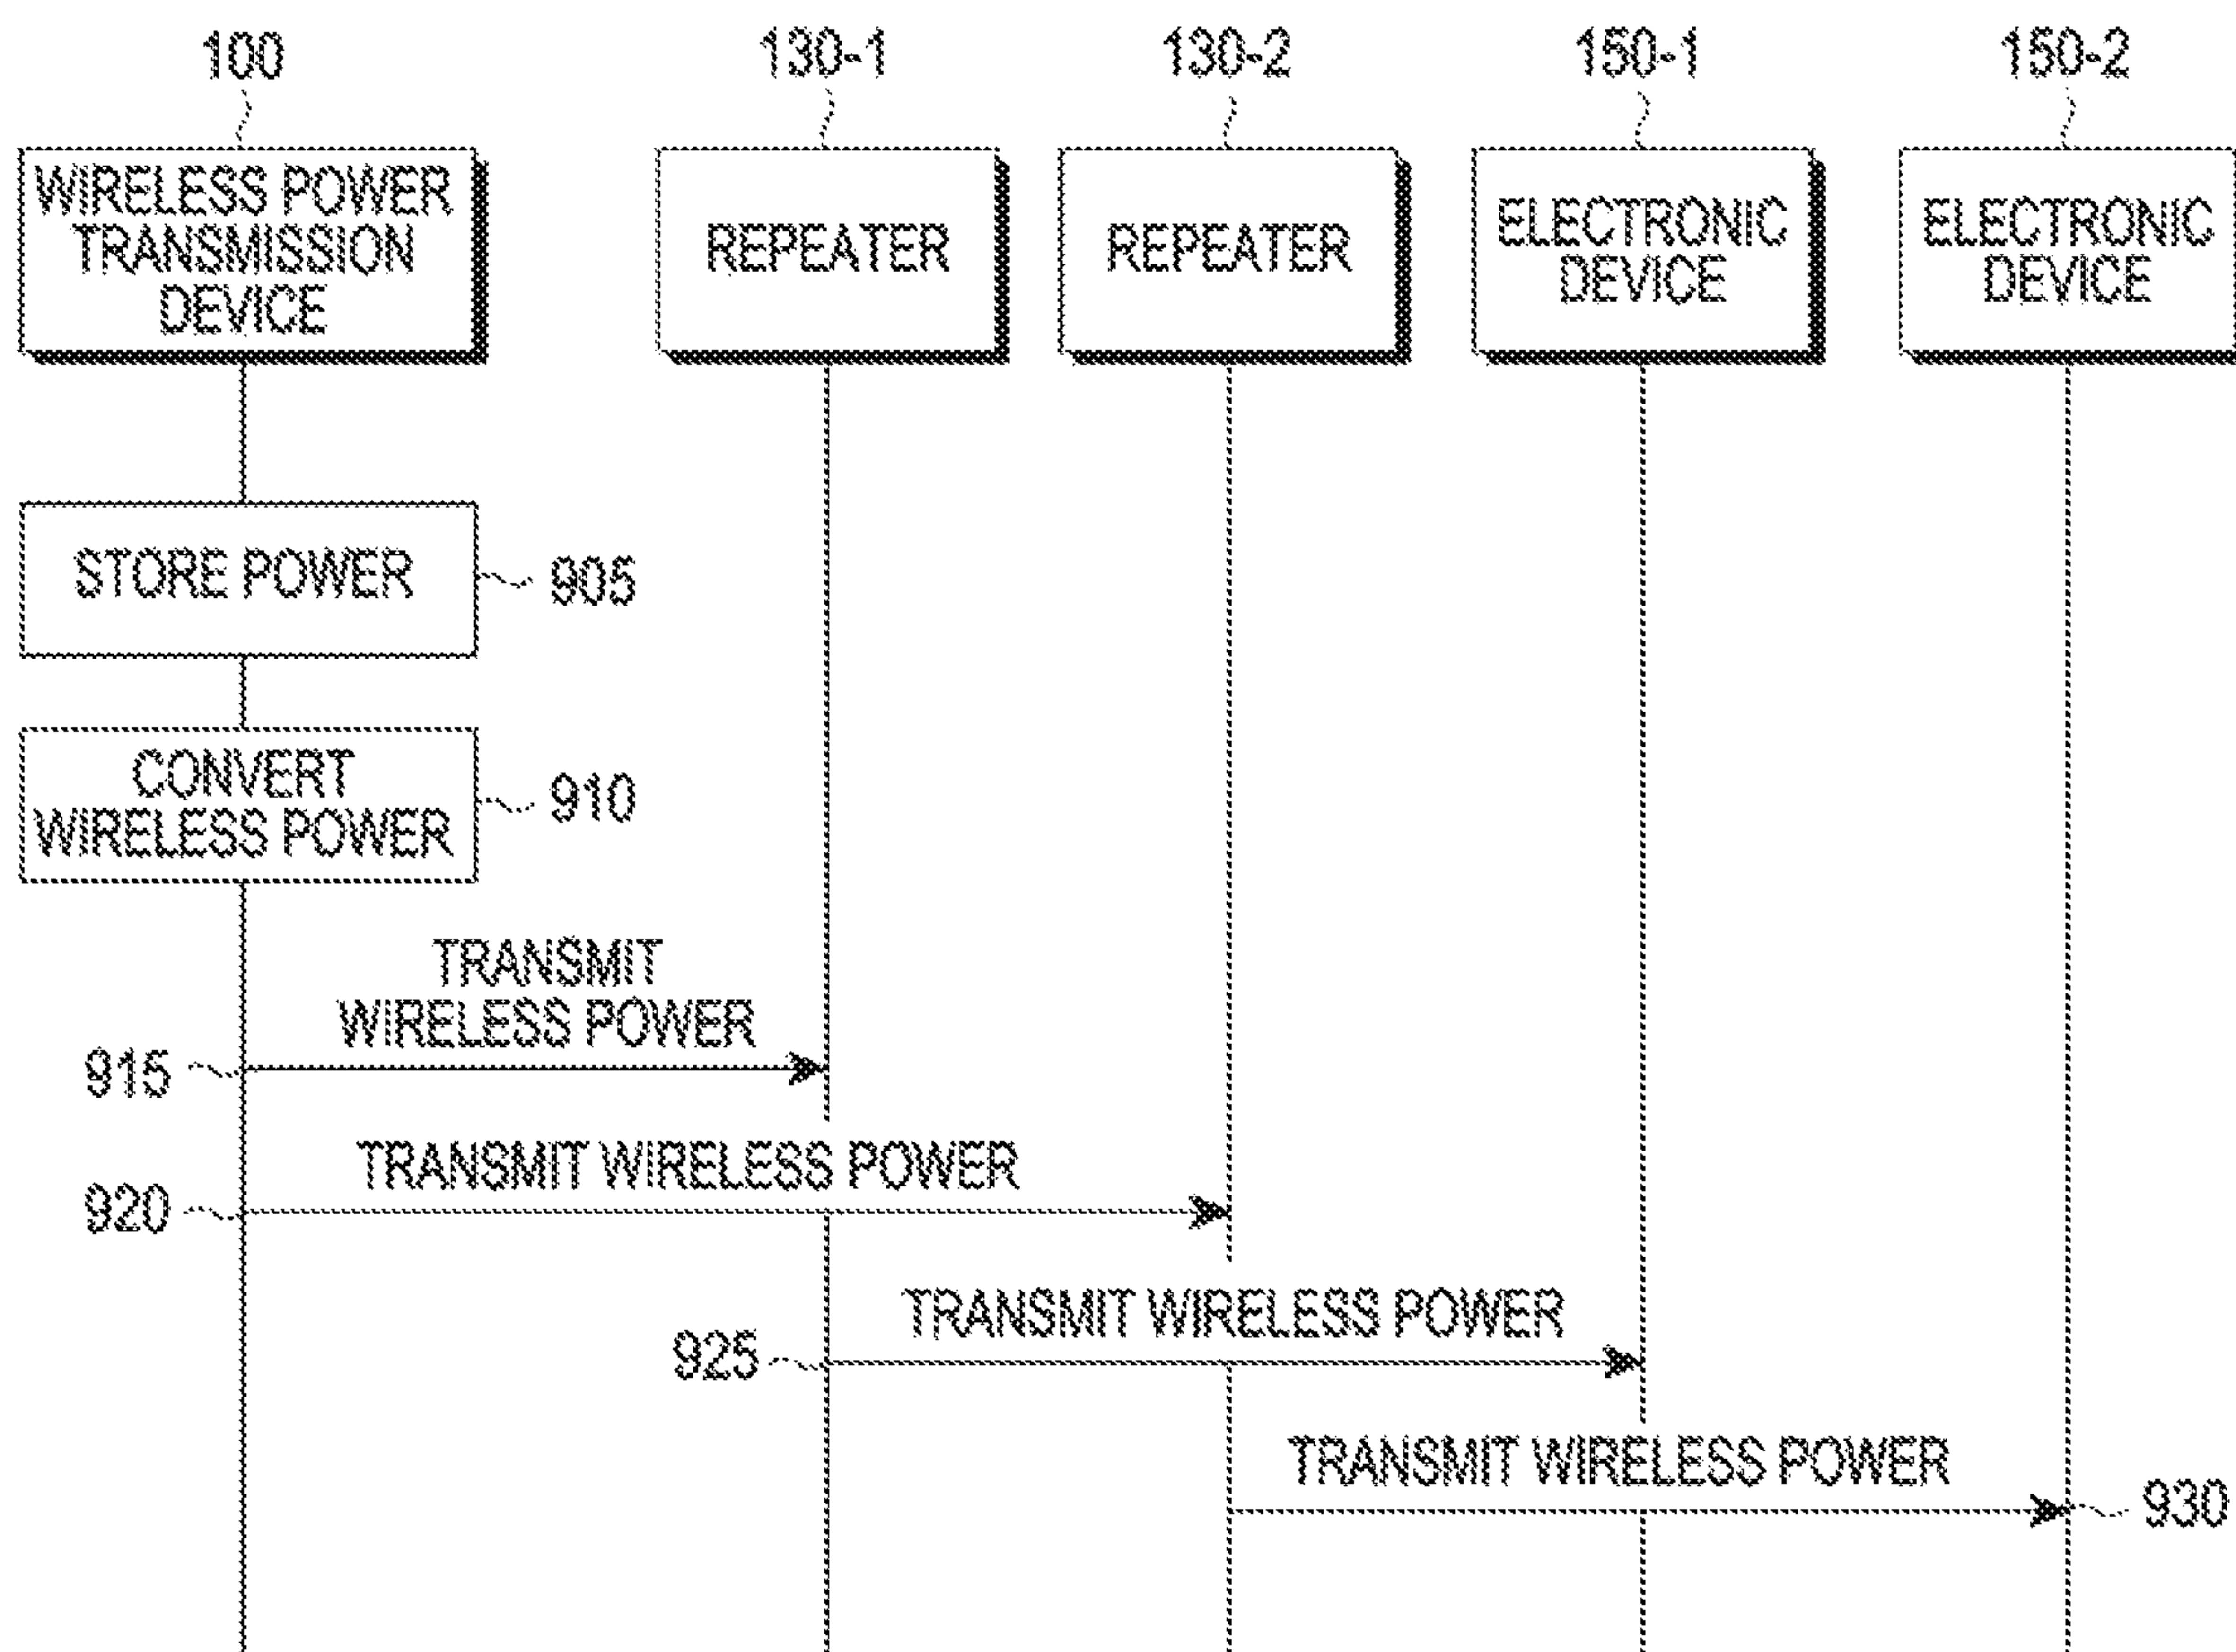 100
130-1
130-2
150-1
150-2
WIRELESS POWER
TRANSMISSION
DEVICE
REPEATER
REPEATER
ELECTRONIC
DEVICE
ELECTRONIC
DEVICE
STORE POWER
905
CONVERT
WIRELESS POWER
910
TRANSMIT
WIRELESS POWER
915
TRANSMIT WIRELESS POWER
920
TRANSMIT WIRELESS POWER
925
TRANSMIT WIRELESS POWER
930